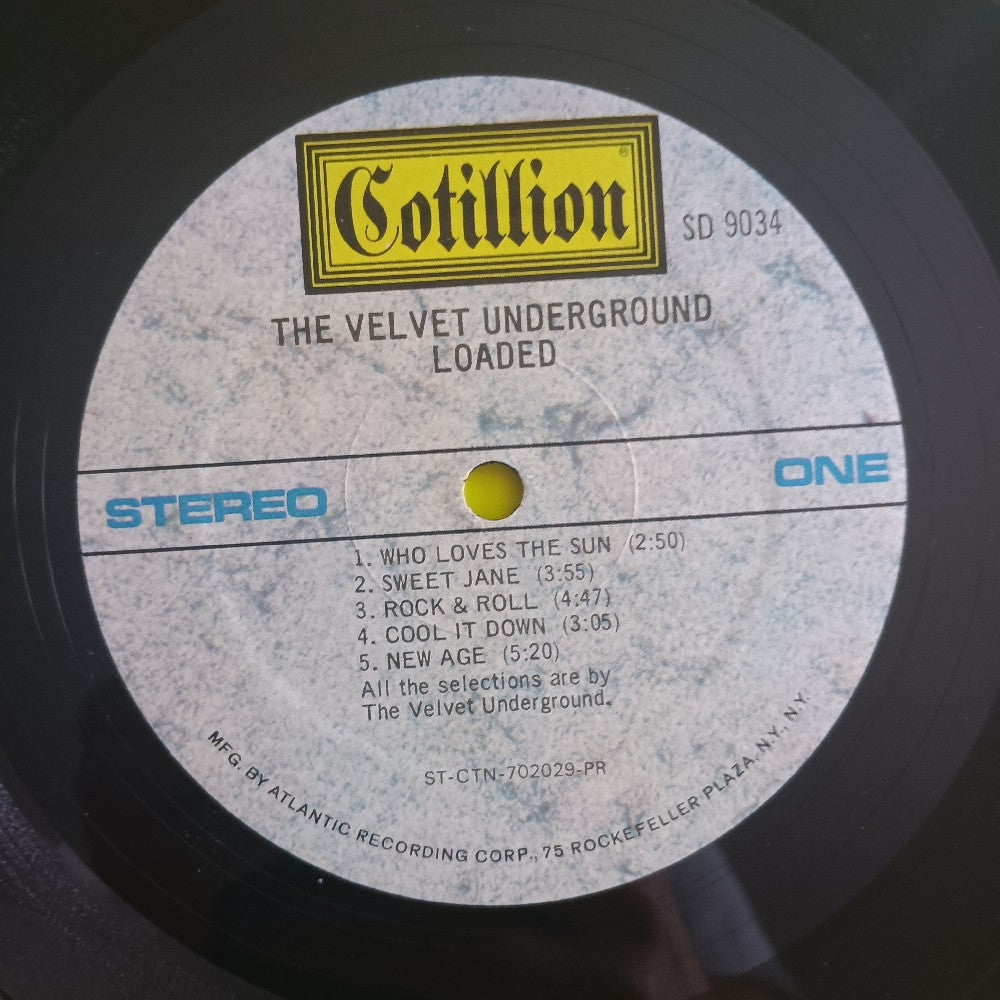 Cotillion®
SD 9034
THE VELVET UNDERGROUND
LOADED
STEREO
ONE
1. WHO LOVES THE SUN (2:50)
2. SWEET JANE (3:55)
3. ROCK & ROLL (4:47)
4. COOL IT DOWN (3:05)
5. NEW AGE (5:20)
All the selections are by
The Velvet Underground.
ST-CTN-702029-PR
MFG. BY ATLANTIC RECORDING CORP., 75 ROCKEFELLER PLAZA, N.Y., N.Y.